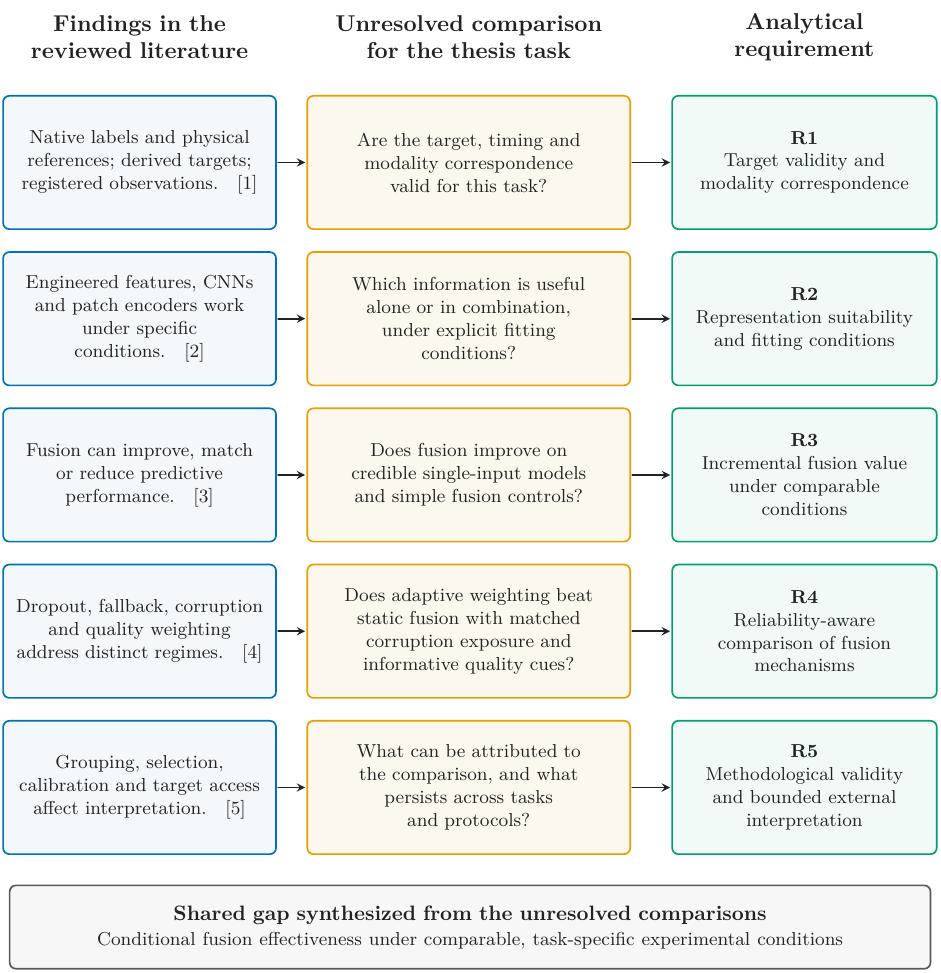 Findings in the
reviewed literature
Unresolved comparison
for the thesis task
Analytical
requirement
Native labels and physical
references; derived targets;
registered observations. [1]
Are the target, timing and
modality correspondence
valid for this task?
R1
Target validity and
modality correspondence
Engineered features, CNNs
and patch encoders work
under specific
conditions. [2]
Which information is useful
alone or in combination,
under explicit fitting
conditions?
R2
Representation suitability
and fitting conditions
Fusion can improve, match
or reduce predictive
performance. [3]
Does fusion improve on
credible single-input models
and simple fusion controls?
R3
Incremental fusion value
under comparable
conditions
Dropout, fallback, corruption
and quality weighting
address distinct regimes. [4]
Does adaptive weighting beat
static fusion with matched
corruption exposure and
informative quality cues?
R4
Reliability-aware
comparison of fusion
mechanisms
Grouping, selection,
calibration and target access
affect interpretation. [5]
What can be attributed to
the comparison, and what
persists across tasks
and protocols?
R5
Methodological validity
and bounded external
interpretation
Shared gap synthesized from the unresolved comparisons
Conditional fusion effectiveness under comparable, task-specific experimental conditions